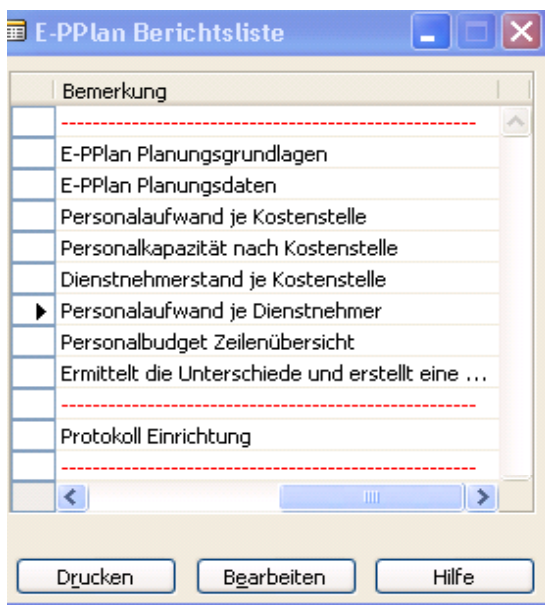 E-PPlan Berichtsliste
Bemerkung
--------------------------------------------------
E-PPlan Planungsgrundlagen
E-PPlan Planungsdaten
Personalaufwand je Kostenstelle
Personalkapazität nach Kostenstelle
Dienstnehmerstand je Kostenstelle
Personalaufwand je Dienstnehmer
Personalbudget Zeilenübersicht
Ermittelt die Unterschiede und erstellt eine ...
--------------------------------------------------
Protokoll Einrichtung
--------------------------------------------------
Drucken Bearbeiten Hilfe